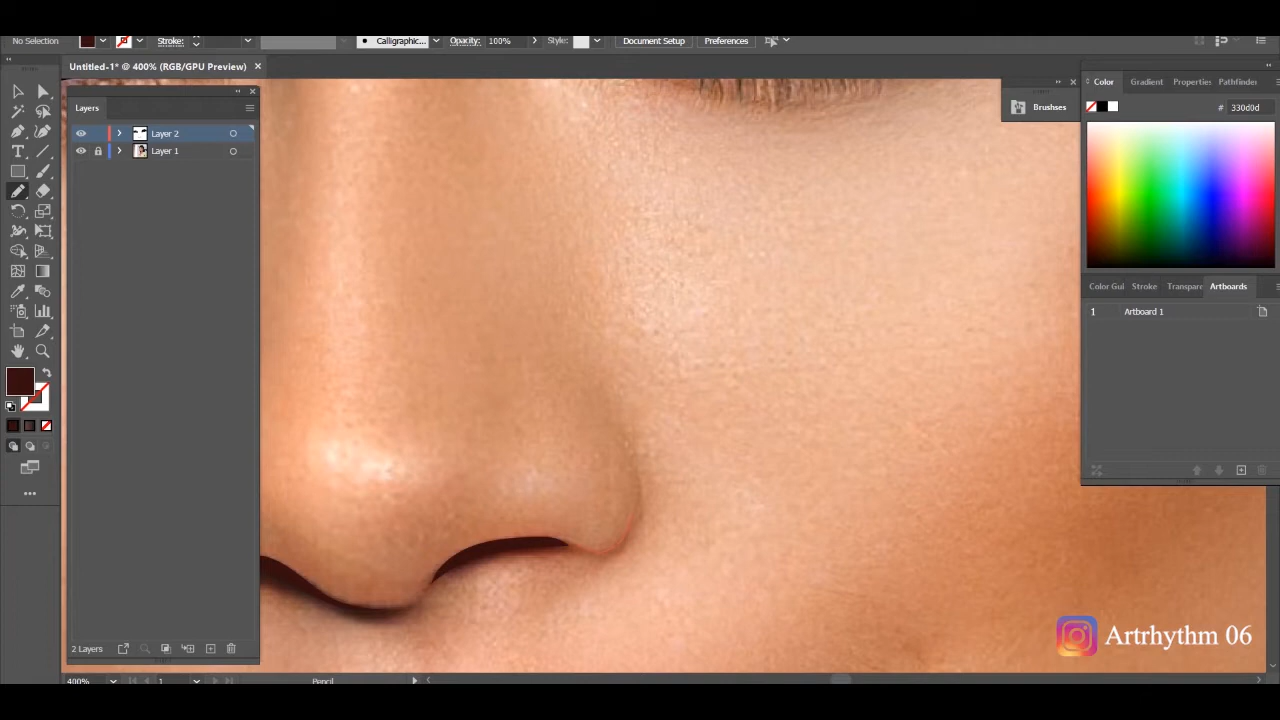 No Selection
Stroke:
Calligraphic...
Opacity: 100%
Style:
Document Setup
Preferences
Untitled-1* @ 400% (RGB/GPU Preview)
Layers
Layer 2
Layer 1
2 Layers
Brushses
Color
Gradient
Properties
Pathfinder
# 330d0d
Color Gui
Stroke
Transpare
Artboards
1 Artboard 1
Artrhythm 06
400%
1
Pencil